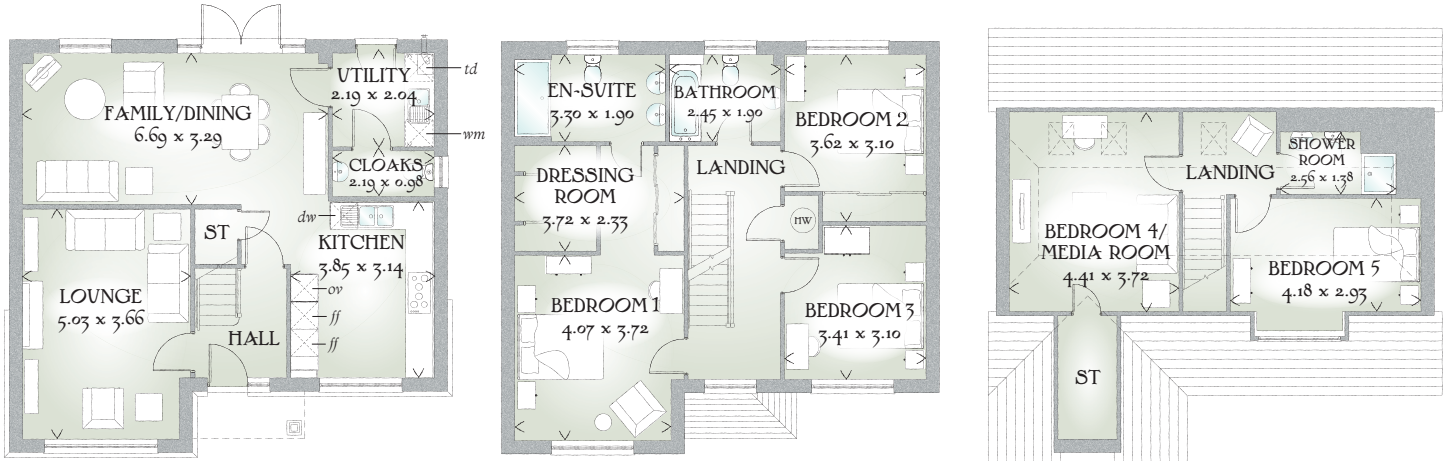 UTILITY
2.19 x 2.04
td
FAMILY/DINING
6.69 x 3.29
wm
CLOAKS
2.19 x 0.98
dw
ST
KITCHEN
3.85 x 3.14
LOUNGE
5.03 x 3.66
ov
ff
ff
HALL
EN-SUITE
3.30 x 1.90
BATHROOM
2.45 x 1.90
BEDROOM 2
3.62 x 3.10
DRESSING
ROOM
3.72 x 2.33
LANDING
HW
BEDROOM 1
4.07 x 3.72
BEDROOM 3
3.41 x 3.10
SHOWER
ROOM
2.56 x 1.38
LANDING
BEDROOM 4/
MEDIA ROOM
4.41 x 3.72
BEDROOM 5
4.18 x 2.93
ST